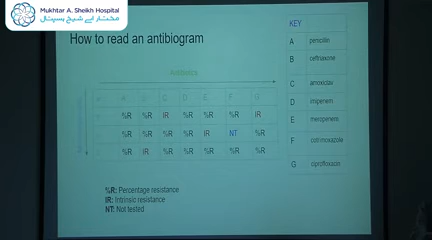 Mukhtar A. Sheikh Hospital
مختار اے شیخ ہسپتال
How to read an antibiogram
KEY
A penicillin
B ceftriaxone
C amoxiclav
D imipenem
E meropenem
F cotrimoxazole
G ciprofloxacin
Antibiotics
C D E F G
%R %R IR %R %R %R IR
%R %R %R %R IR NT %R
%R IR %R %R %R %R %R
%R: Percentage resistance
IR: Intrinsic resistance
NT: Not tested